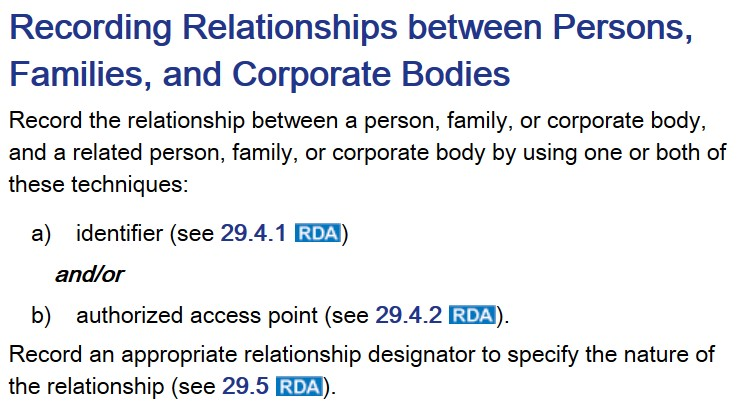 Recording Relationships between Persons,
Families, and Corporate Bodies
Record the relationship between a person, family, or corporate body,
and a related person, family, or corporate body by using one or both of
these techniques:
a) identifier (see 29.4.1 RDA)
and/or
b) authorized access point (see 29.4.2 RDA).
Record an appropriate relationship designator to specify the nature of
the relationship (see 29.5 RDA).